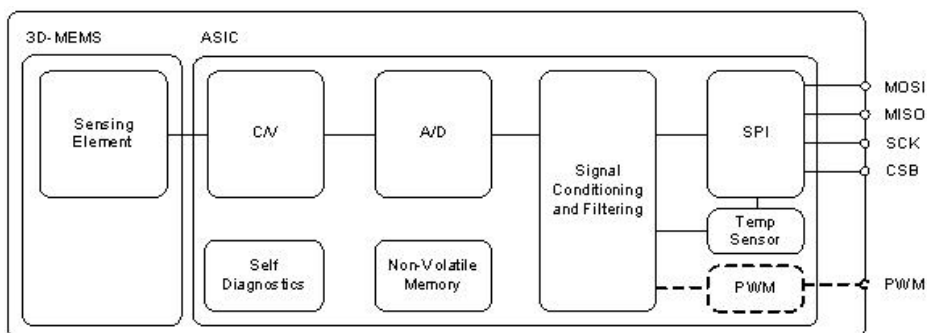 3D-MEMS
ASIC
Sensing
Element
C/V
A/D
Signal
Conditioning
and Filtering
SPI
MOSI
MISO
SCK
CSB
Temp
Sensor
Self
Diagnostics
Non-Volatile
Memory
PWM
PWM